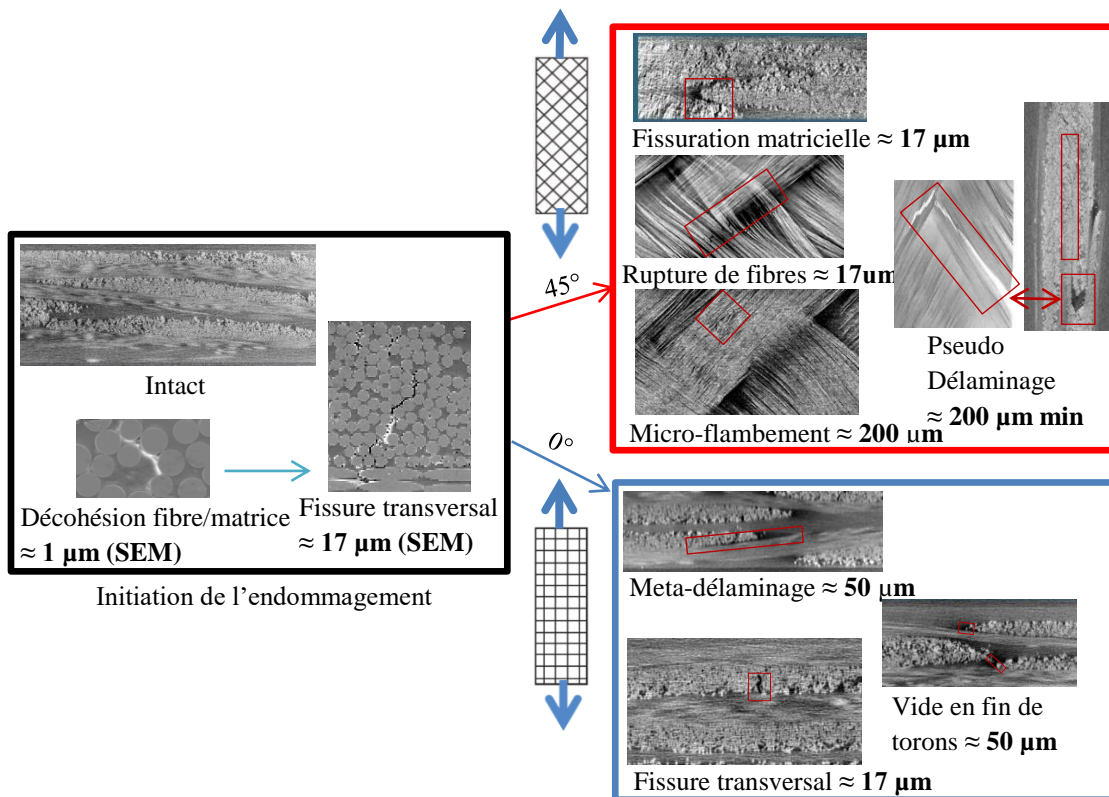 Intact
Décohésion fibre/matrice
≈ 1 µm (SEM)
Fissure transversal
≈ 17 µm (SEM)
Initiation de l’endommagement
45°
0°
Fissuration matricielle ≈ 17 µm
Rupture de fibres ≈ 17um
Micro-flambement ≈ 200 µm
Pseudo
Délaminage
≈ 200 µm min
Meta-délaminage ≈ 50 µm
Vide en fin de
torons ≈ 50 µm
Fissure transversal ≈ 17 µm